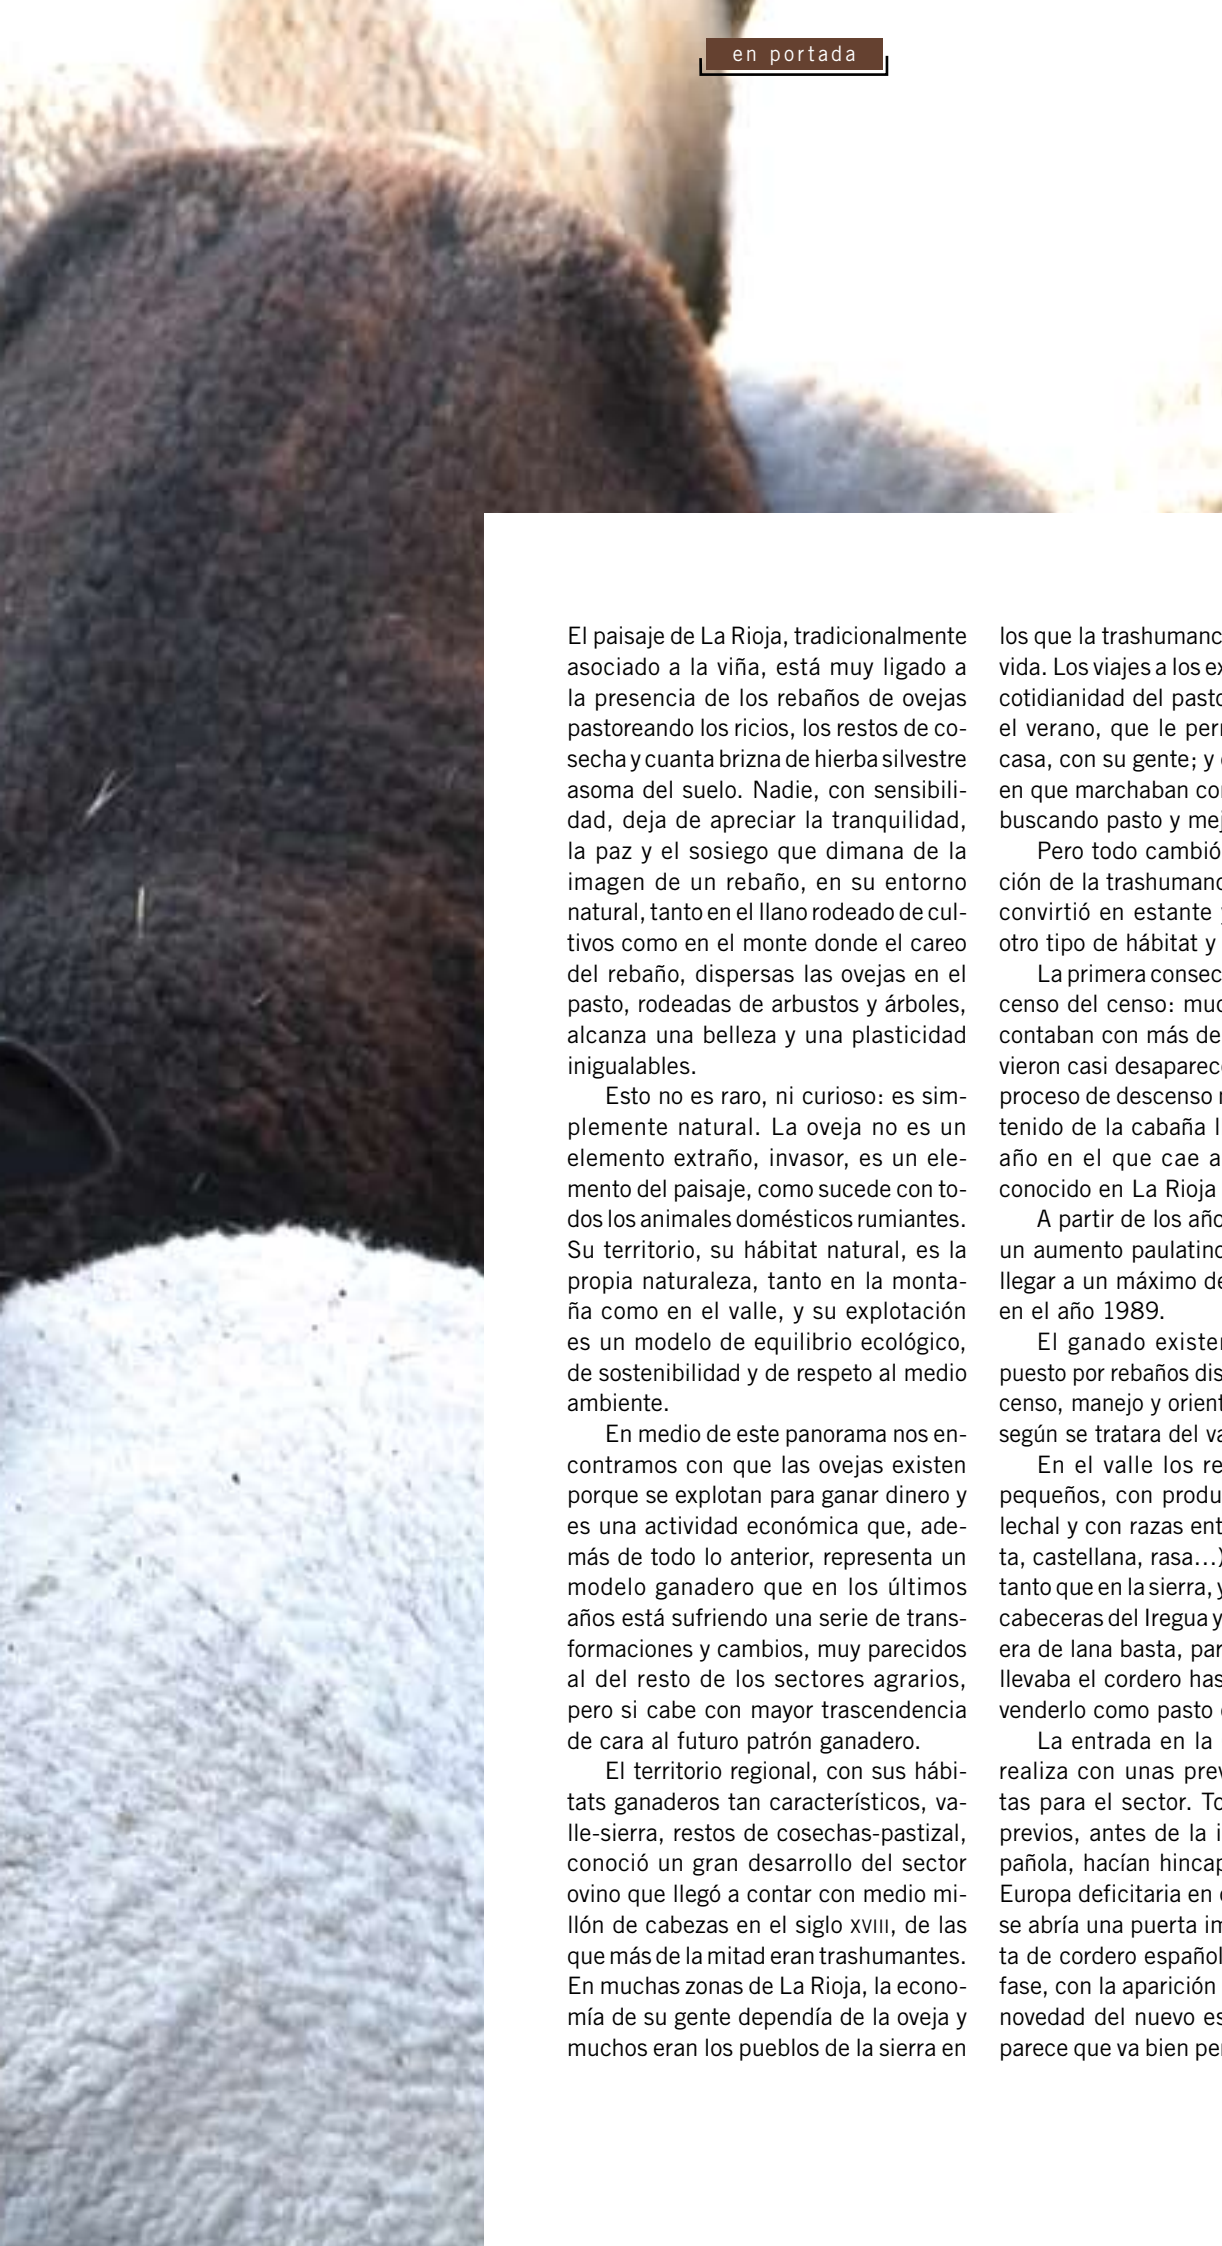 en portada
El paisaje de La Rioja, tradicionalmente
asociado a la viña, está muy ligado a
la presencia de los rebaños de ovejas
pastoreando los ricios, los restos de co-
secha y cuanta brizna de hierba silvestre
asoma del suelo. Nadie, con sensibili-
dad, deja de apreciar la tranquilidad,
la paz y el sosiego que dimana de la
imagen de un rebaño, en su entorno
natural, tanto en el llano rodeado de cul-
tivos como en el monte donde el careo
del rebaño, dispersas las ovejas en el
pasto, rodeadas de arbustos y árboles,
alcanza una belleza y una plasticidad
inigualables.
Esto no es raro, ni curioso: es sim-
plemente natural. La oveja no es un
elemento extraño, invasor, es un ele-
mento del paisaje, como sucede con to-
dos los animales domésticos rumiantes.
Su territorio, su hábitat natural, es la
propia naturaleza, tanto en la monta-
ña como en el valle, y su explotación
es un modelo de equilibrio ecológico,
de sostenibilidad y de respeto al medio
ambiente.
En medio de este panorama nos en-
contramos con que las ovejas existen
porque se explotan para ganar dinero y
es una actividad económica que, ade-
más de todo lo anterior, representa un
modelo ganadero que en los últimos
años está sufriendo una serie de trans-
formaciones y cambios, muy parecidos
al del resto de los sectores agrarios,
pero si cabe con mayor trascendencia
de cara al futuro patrón ganadero.
El territorio regional, con sus hábi-
tats ganaderos tan característicos, va-
lle-sierra, restos de cosechas-pastizal,
conoció un gran desarrollo del sector
ovino que llegó a contar con medio mi-
llón de cabezas en el siglo XVIII, de las
que más de la mitad eran trashumantes.
En muchas zonas de La Rioja, la econo-
mía de su gente dependía de la oveja y
muchos eran los pueblos de la sierra en
los que la trashumanc
vida. Los viajes a los ex
cotidianidad del pasto
el verano, que le per
casa, con su gente; y
en que marchaban co
buscando pasto y mej
Pero todo cambió
ción de la trashumanc
convirtió en estante y
otro tipo de hábitat y
La primera consec
censo del censo: muc
contaban con más de
vieron casi desaparec
proceso de descenso
tenido de la cabaña l
año en el que cae a
conocido en La Rioja
A partir de los año
un aumento paulatino
llegar a un máximo de
en el año 1989.
El ganado existen
puesto por rebaños dis
censo, manejo y orient
según se tratara del va
En el valle los re
pequeños, con produ
lechal y con razas ent
ta, castellana, rasa…)
tanto que en la sierra, y
cabeceras del Iregua y
era de lana basta, par
llevaba el cordero has
venderlo como pasto
La entrada en la
realiza con unas prev
tas para el sector. To
previos, antes de la i
pañola, hacían hincap
Europa deficitaria en
se abría una puerta im
ta de cordero español
fase, con la aparición
novedad del nuevo es
parece que va bien per